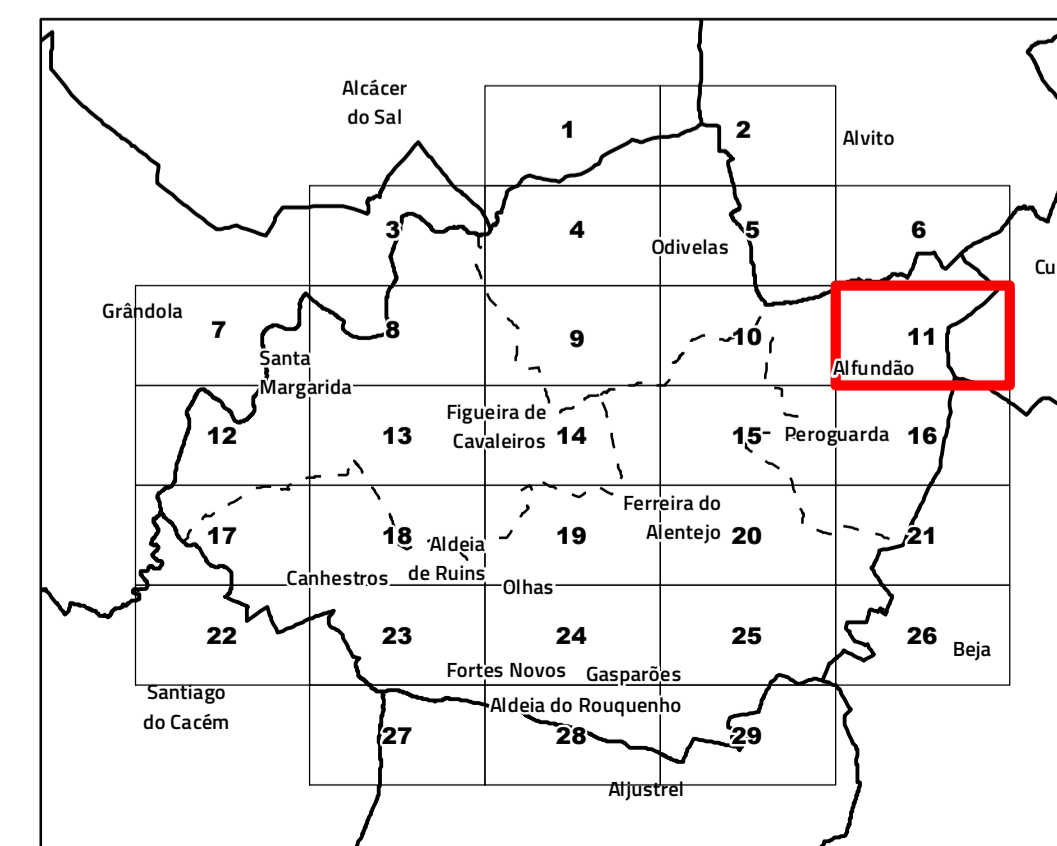 Alcácer
do Sal
1
2
Alvito
3
4
5
6
Odivelas
Cu
Grândola
7
8
9
10
11
Santa
Margarida
Alfundão
Figueira de
Cavaleiros
12
13
14
15
Peroguarda
16
Ferreira do
Alentejo
17
18
Aldeia
de Ruins
19
20
21
Canhestros
Olhas
22
23
24
25
26
Beja
Fortes Novos
Gasparões
Santiago
do Cacém
Aldeia do Rouquenho
27
28
29
Aljustrel